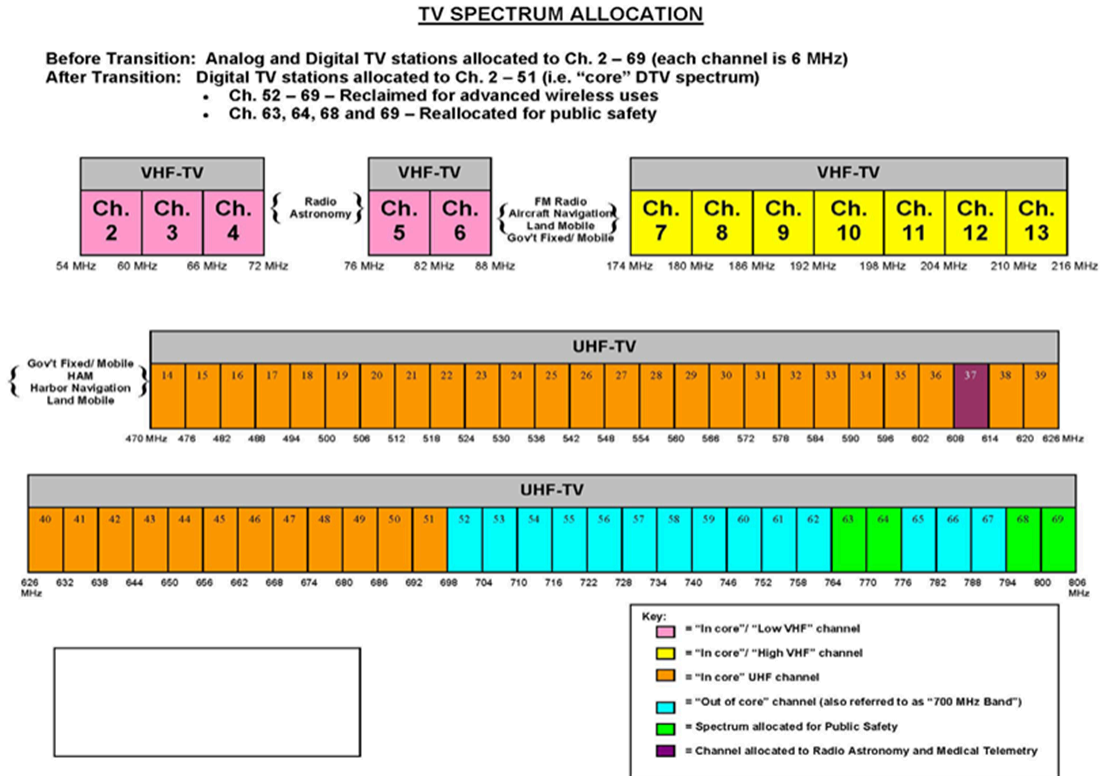 TV SPECTRUM ALLOCATION
Before Transition: Analog and Digital TV stations allocated to Ch. 2 – 69 (each channel is 6 MHz)
After Transition: Digital TV stations allocated to Ch. 2 – 51 (i.e. “core” DTV spectrum)
• Ch. 52 – 69 – Reclaimed for advanced wireless uses
• Ch. 63, 64, 68 and 69 – Reallocated for public safety
VHF-TV
Ch. 2 Ch. 3 Ch. 4
54 MHz 60 MHz 66 MHz 72 MHz
{ Radio
Astronomy }
VHF-TV
Ch. 5 Ch. 6
76 MHz 82 MHz 88 MHz
FM Radio
Aircraft Navigation
Land Mobile
Gov't Fixed/ Mobile
VHF-TV
Ch. 7 Ch. 8 Ch. 9 Ch. 10 Ch. 11 Ch. 12 Ch. 13
174 MHz 180 MHz 186 MHz 192 MHz 198 MHz 204 MHz 210 MHz 216 MHz
Gov't Fixed/ Mobile
HAM
Harbor Navigation
Land Mobile
UHF-TV
14 15 16 17 18 19 20 21 22 23 24 25 26 27 28 29 30 31 32 33 34 35 36 37 38 39
470 MHz 476 482 488 494 500 506 512 518 524 530 536 542 548 554 560 566 572 578 584 590 596 602 608 614 620 626 MHz
UHF-TV
40 41 42 43 44 45 46 47 48 49 50 51 52 53 54 55 56 57 58 59 60 61 62 63 64 65 66 67 68 69
626 MHz 632 638 644 650 656 662 668 674 680 686 692 698 704 710 716 722 728 734 740 746 752 758 764 770 776 782 788 794 800 806 MHz
Key:
= “In core”/ “Low VHF” channel
= “In core”/ “High VHF” channel
= “In core” UHF channel
= “Out of core” channel (also referred to as “700 MHz Band”)
= Spectrum allocated for Public Safety
= Channel allocated to Radio Astronomy and Medical Telemetry